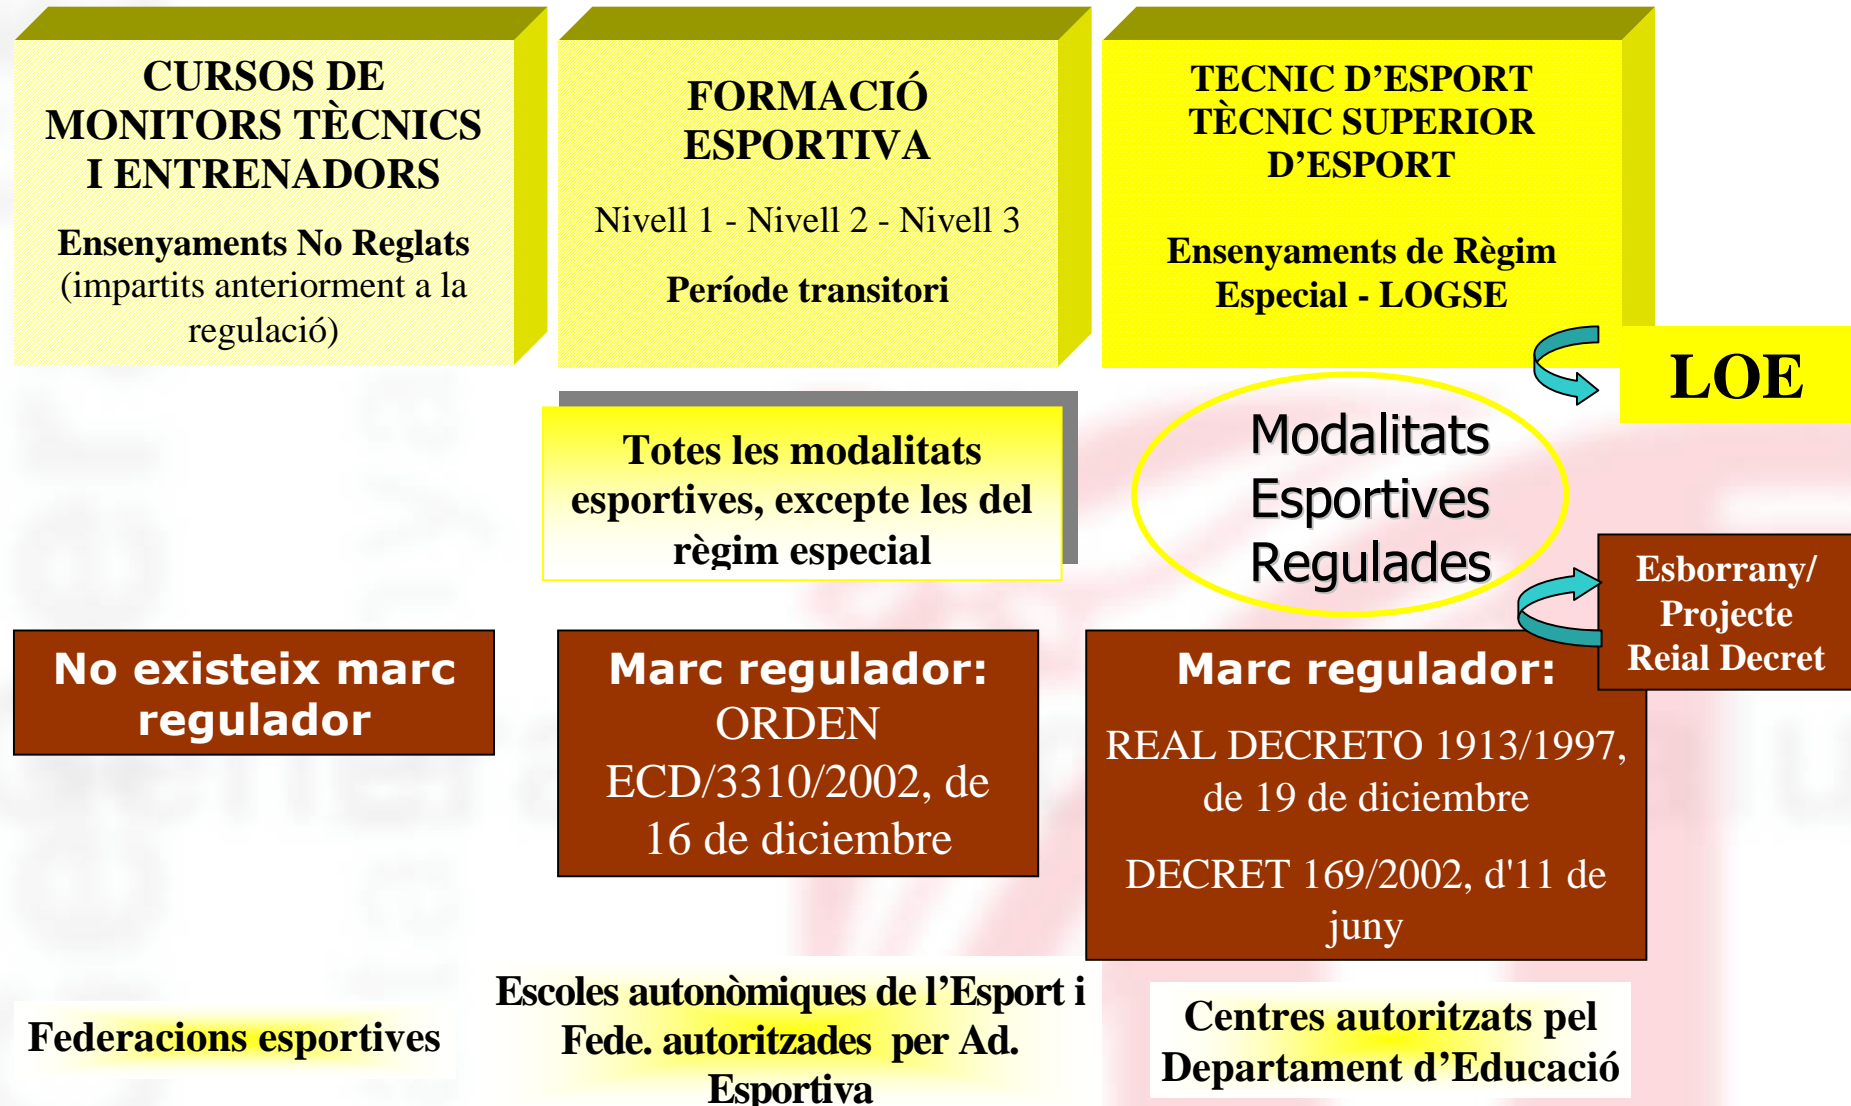 CURSOS DE
MONITORS TÈCNICS
I ENTRENADORS
Ensenyaments No Reglats
(impartits anteriorment a la
regulació)
FORMACIÓ
ESPORTIVA
Nivell 1 - Nivell 2 - Nivell 3
Període transitori
TECNIC D’ESPORT
TÈCNIC SUPERIOR
D’ESPORT
Ensenyaments de Règim
Especial - LOGSE
LOE
Totes les modalitats
esportives, excepte les del
règim especial
Modalitats
Esportives
Regulades
Esborrany/
Projecte
Reial Decret
No existeix marc
regulador
Marc regulador:
ORDEN
ECD/3310/2002, de
16 de diciembre
Marc regulador:
REAL DECRETO 1913/1997,
de 19 de diciembre
DECRET 169/2002, d'11 de
juny
Federacions esportives
Escoles autonòmiques de l’Esport i
Fede. autoritzades per Ad.
Esportiva
Centres autoritzats pel
Departament d’Educació